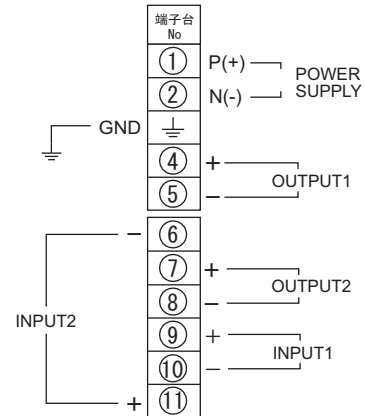 端子台
No
① P(+) POWER
② N(-) SUPPLY
GND
④ +
OUTPUT1
⑤ −
− ⑥
⑦ +
OUTPUT2
⑧ −
INPUT2
⑨ +
INPUT1
⑩ −
+ ⑪